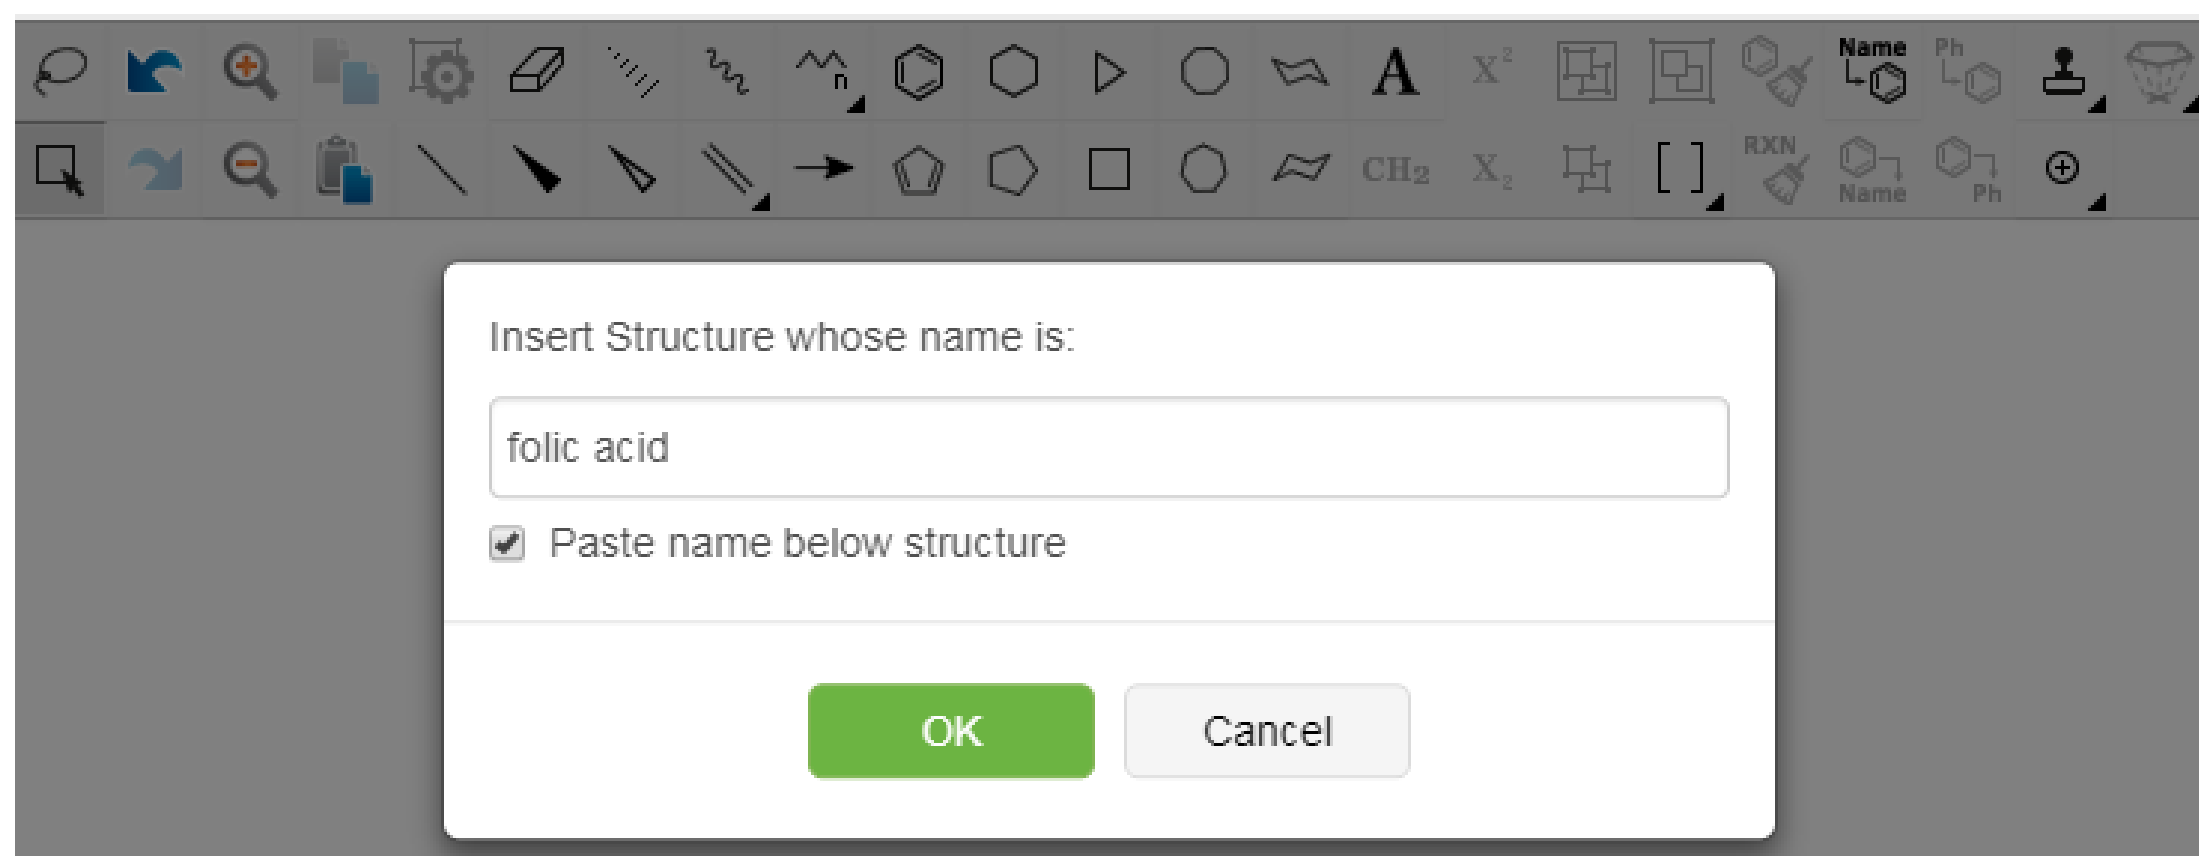 n A X² Name Ph
CH₂ X₂ [ ] RXN Name Ph
Insert Structure whose name is:
folic acid
Paste name below structure
OK Cancel